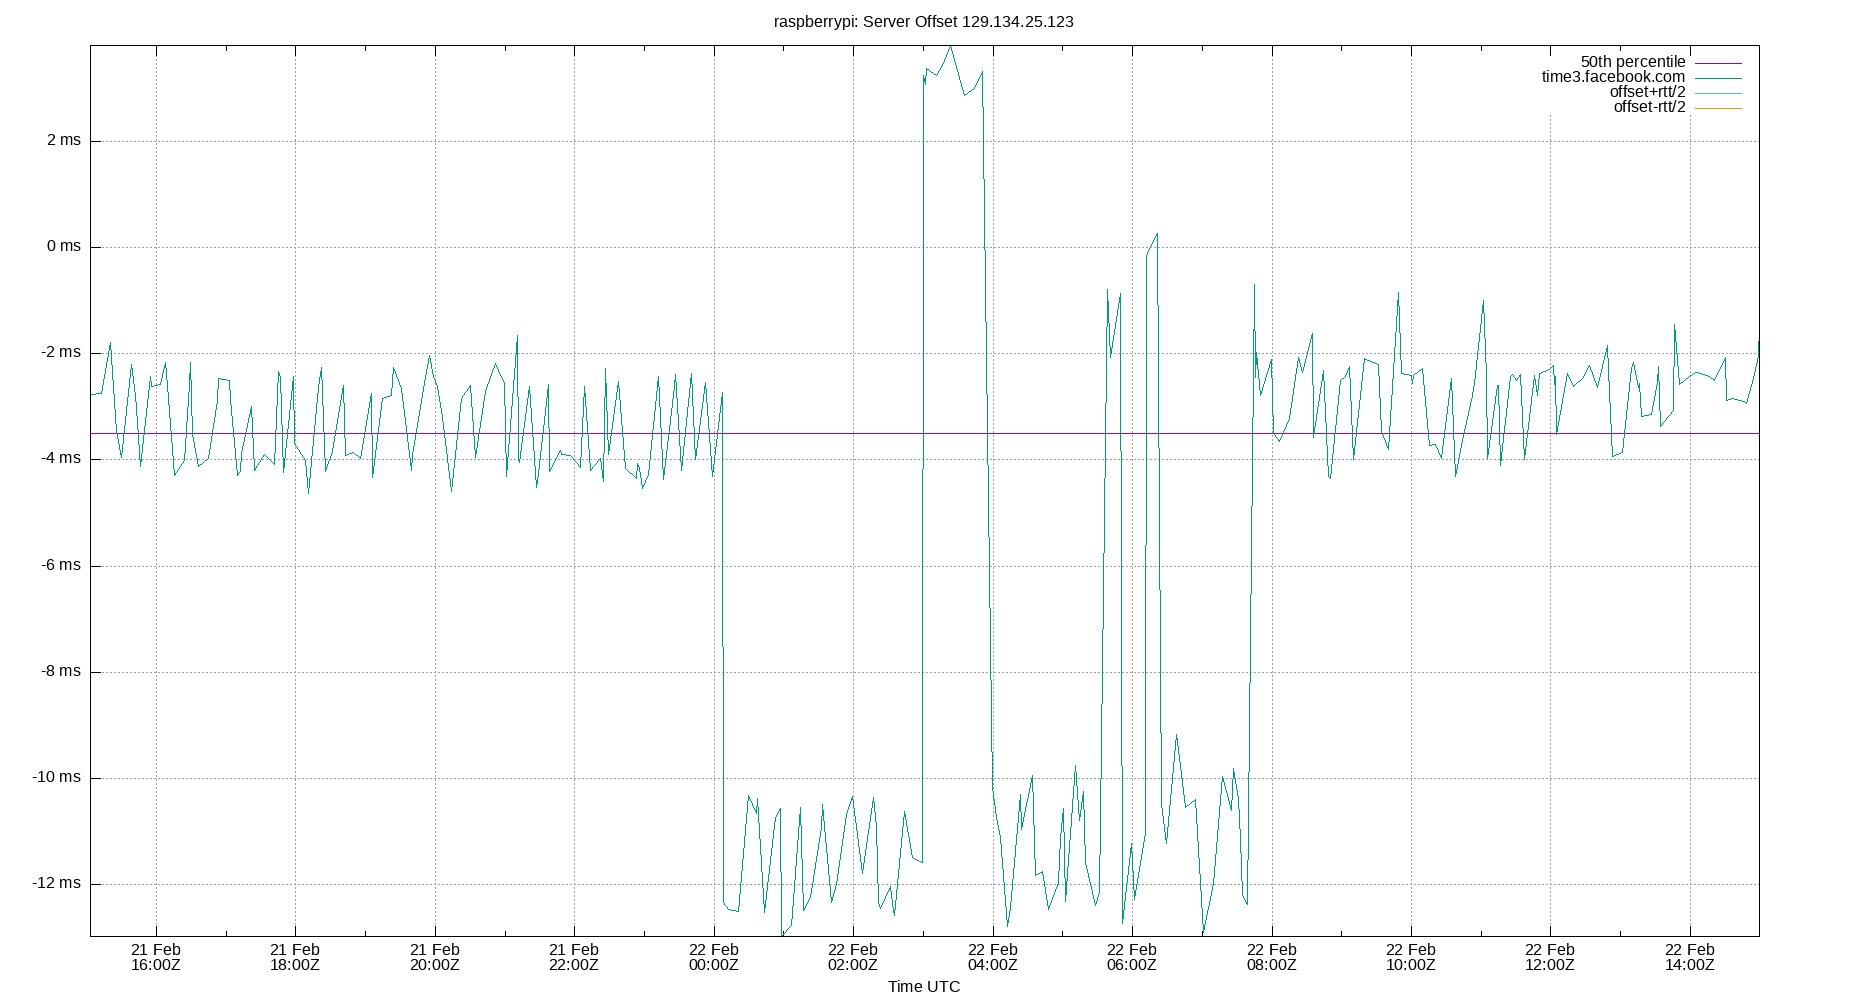 raspberrypi: Server Offset 129.134.25.123
50th percentile
time3.facebook.com
offset+rtt/2
offset-rtt/2
2 ms
0 ms
-2 ms
-4 ms
-6 ms
-8 ms
-10 ms
-12 ms
21 Feb 21 Feb 21 Feb 21 Feb 22 Feb 22 Feb 22 Feb 22 Feb 22 Feb 22 Feb 22 Feb 22 Feb
16:00Z 18:00Z 20:00Z 22:00Z 00:00Z 02:00Z 04:00Z 06:00Z 08:00Z 10:00Z 12:00Z 14:00Z
Time UTC